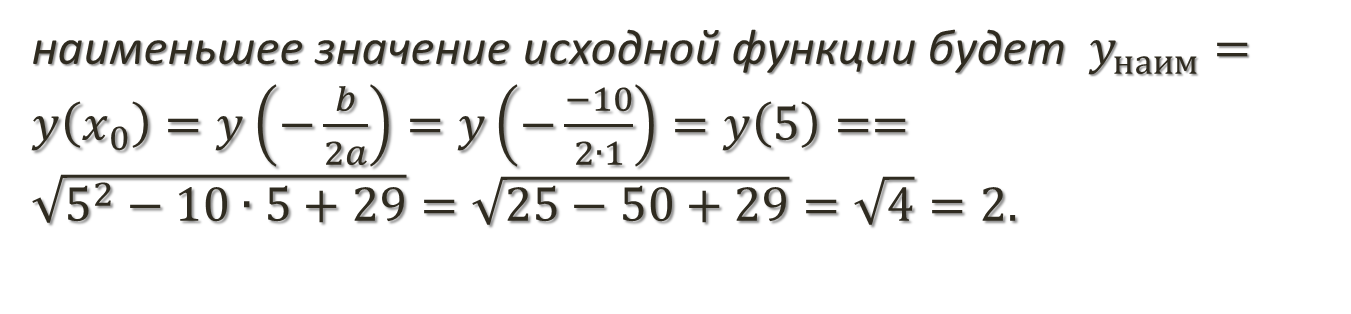 наименьшее значение исходной функции будет y_наим =
y(x₀) = y(−b/2a) = y(−−10/2·1) = y(5) ==
√(5² − 10 · 5 + 29) = √(25 − 50 + 29) = √4 = 2.